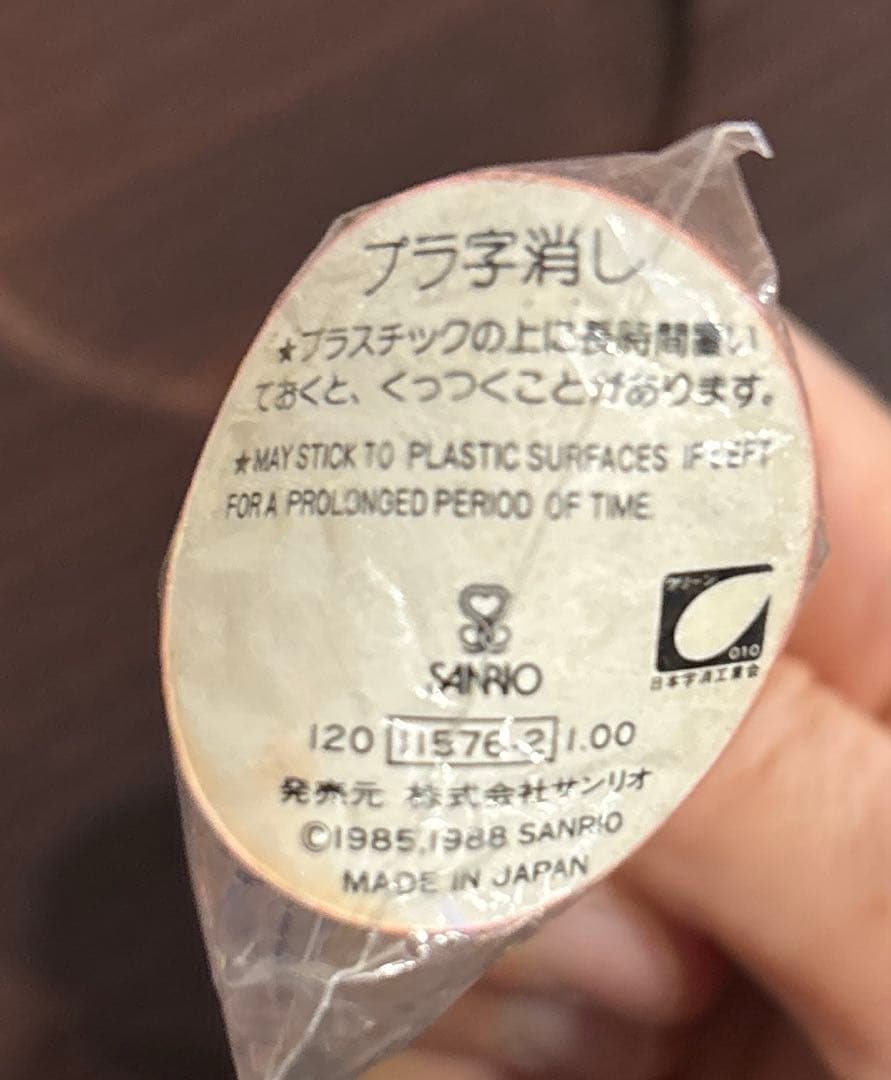 プラ字消し
★プラスチックの上に長時間置い
ておくと、くっつくことがあります。
★MAY STICK TO PLASTIC SURFACES IF LEFT
FOR A PROLONGED PERIOD OF TIME
グリーン
010
日本字消工業会
SANRIO
120 11576-2 1.00
発売元 株式会社サンリオ
©1985,1988 SANRIO
MADE IN JAPAN